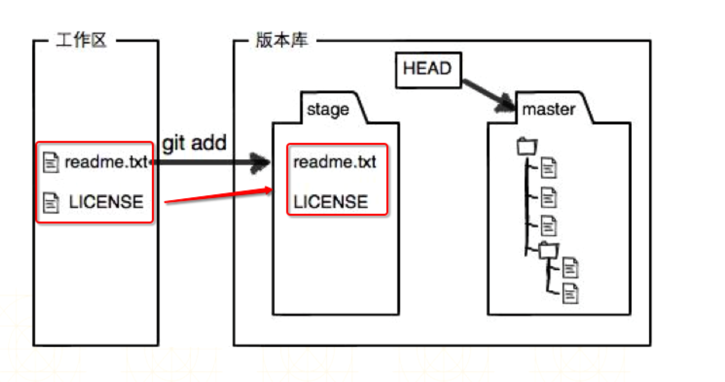 工作区
版本库
HEAD
stage
master
git add
readme.txt
LICENSE
readme.txt
LICENSE